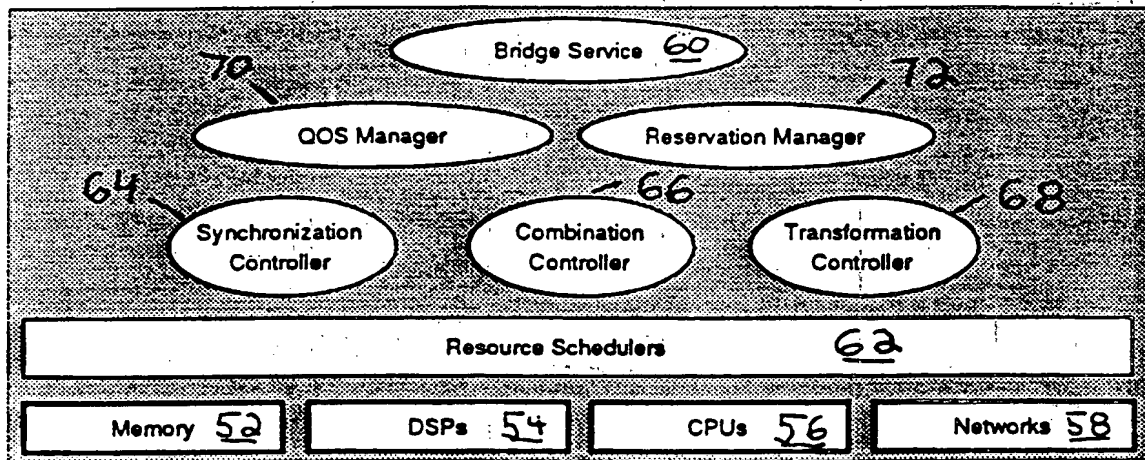 Bridge Service 60
70 72
QOS Manager Reservation Manager
64 66 68
Synchronization Controller
Combination Controller
Transformation Controller
Resource Schedulers 62
Memory 52 DSPs 54 CPUs 56 Networks 58